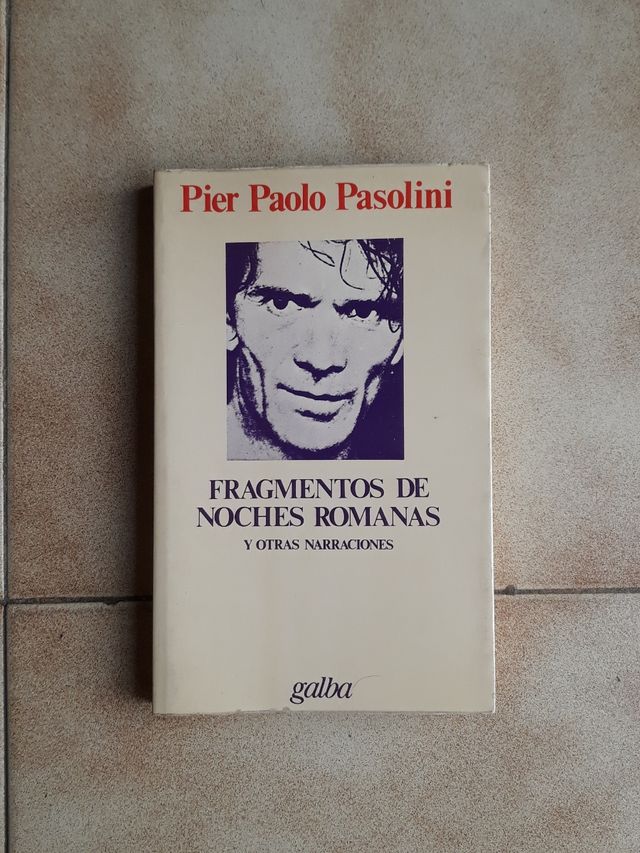 Pier Paolo Pasolini
FRAGMENTOS DE
NOCHES ROMANAS
Y OTRAS NARRACIONES
galba